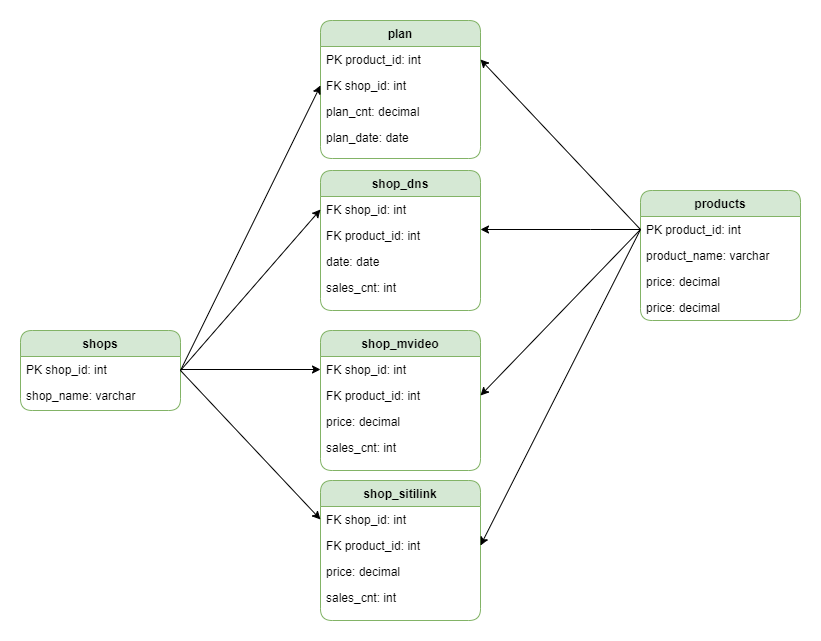 plan
PK product_id: int
FK shop_id: int
plan_cnt: decimal
plan_date: date
shop_dns
FK shop_id: int
FK product_id: int
date: date
sales_cnt: int
products
PK product_id: int
product_name: varchar
price: decimal
price: decimal
shops
PK shop_id: int
shop_name: varchar
shop_mvideo
FK shop_id: int
FK product_id: int
price: decimal
sales_cnt: int
shop_sitilink
FK shop_id: int
FK product_id: int
price: decimal
sales_cnt: int